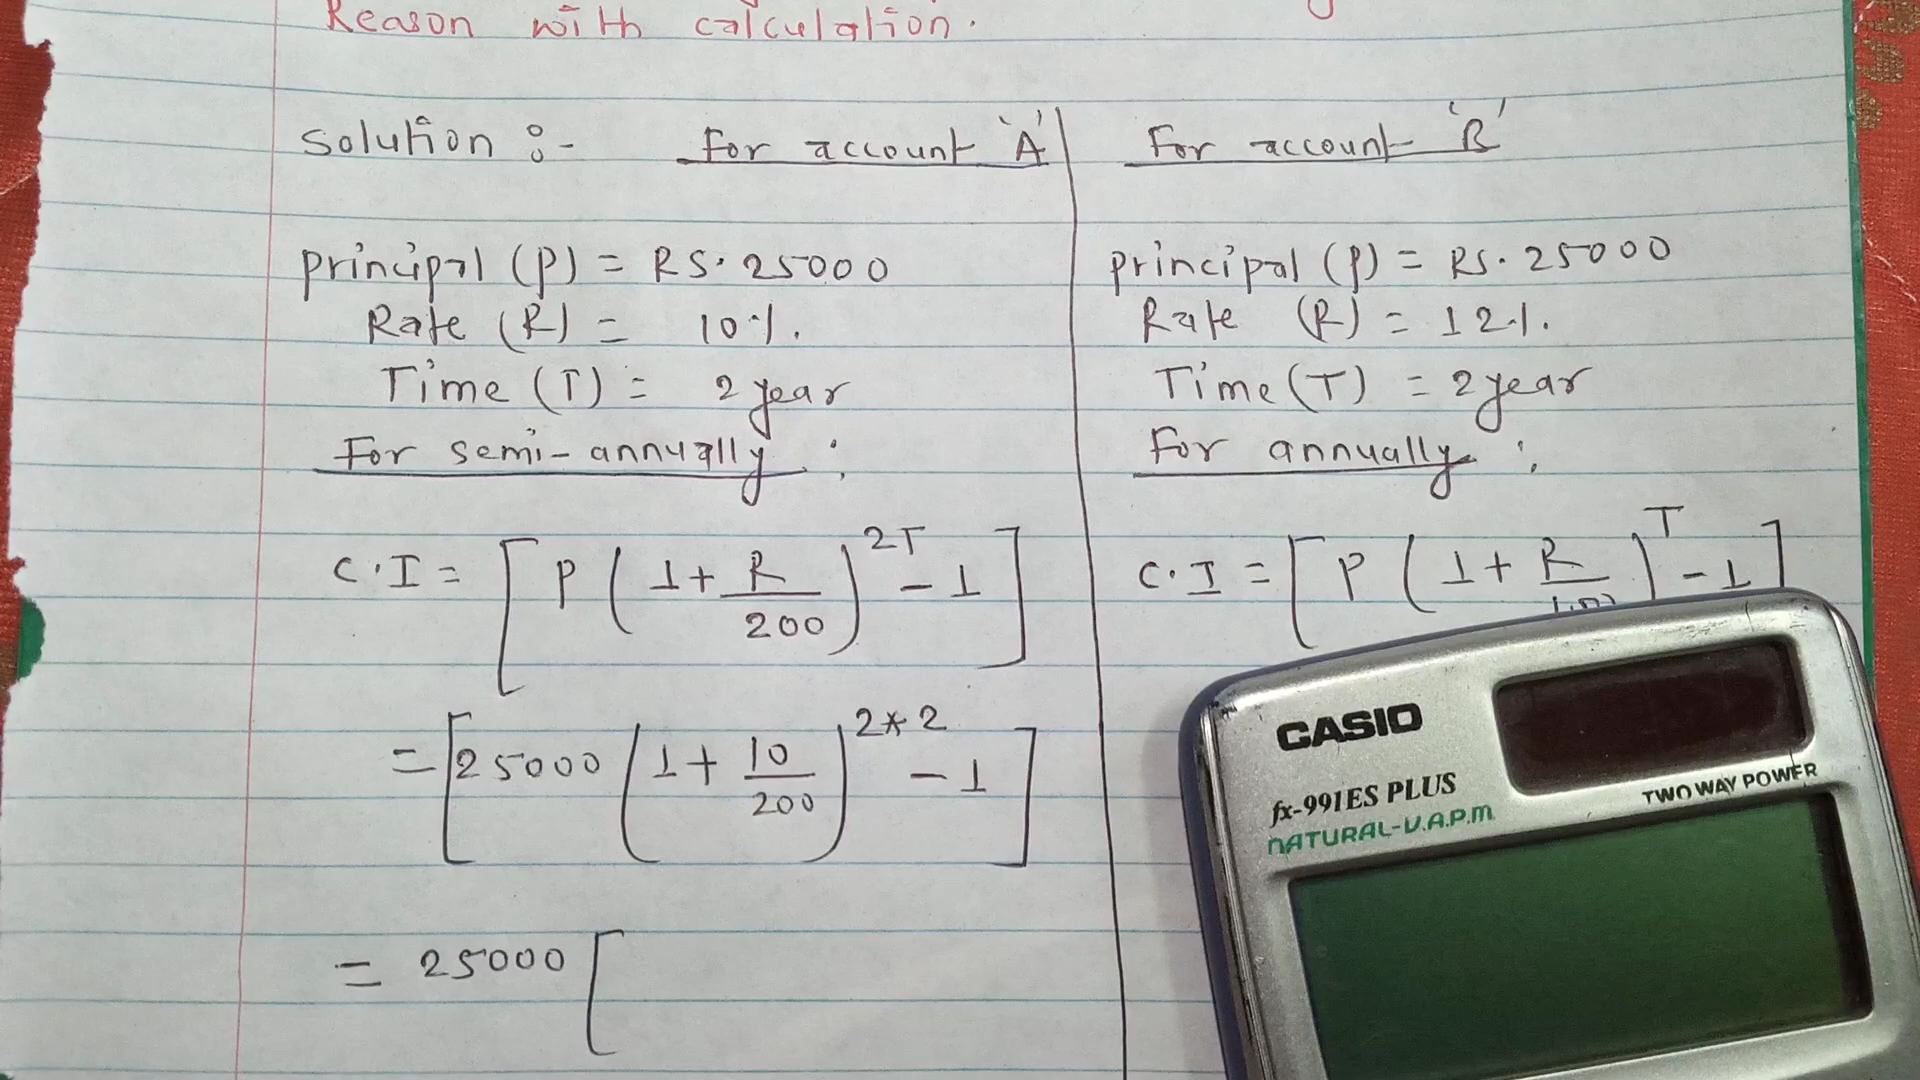 Reason with calculation.
Solution :- For account 'A'
Principal (P) = RS. 25000
Rate (R) = 10%.
Time (T) = 2 year
For semi-annually :
C.I = [ P ( 1 + R/200 )^2T - 1 ]
= [ 25000 ( 1 + 10/200 )^2*2 - 1 ]
= 25000 [
For account 'B'
Principal (P) = RS. 25000
Rate (R) = 12%.
Time (T) = 2 year
For annually :
C.I = [ P ( 1 + R/100 )^T - 1 ]
CASIO
fx-991ES PLUS
NATURAL-V.P.A.M.
TWO WAY POWER